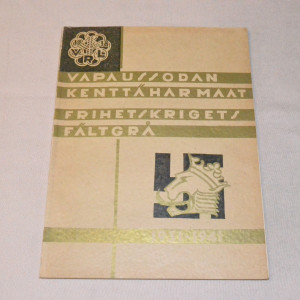 VAPAUSSODAN
KENTTÄHARMAAT
FRIHETSKRIGETS
FÄLTGRÅ